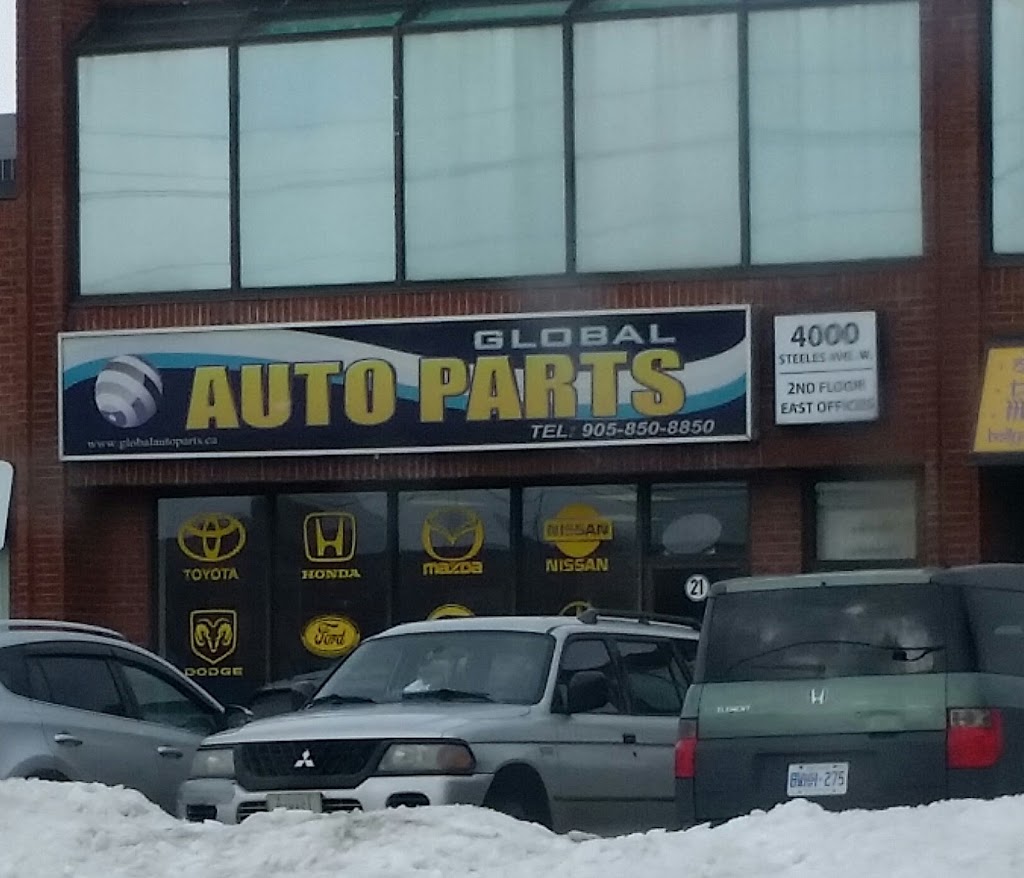 GLOBAL
AUTO PARTS
TEL: 905-850-8850
www.globalautoparts.ca
4000
STEELES AVE. W.
2ND FLOOR
EAST OFFICES
TOYOTA
HONDA
mazda
NISSAN
NISSAN
DODGE
Ford
21
ELEMENT
275